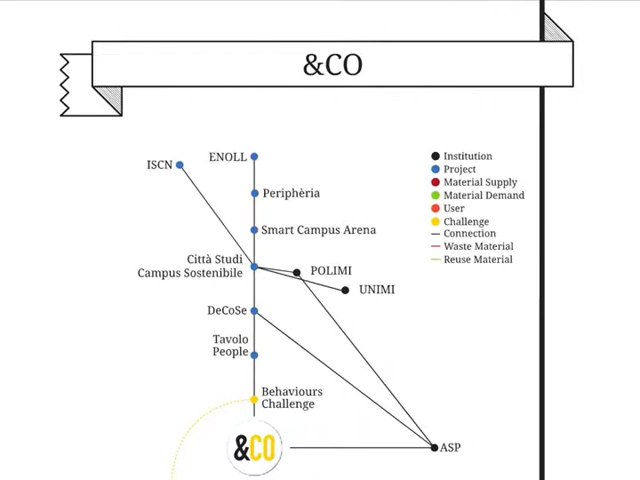 &CO
ISCN
ENOLL
Periphèria
Smart Campus Arena
Città Studi
Campus Sostenibile
POLIMI
UNIMI
DeCoSe
Tavolo
People
Behaviours
Challenge
&CO
ASP
Institution
Project
Material Supply
Material Demand
User
Challenge
Connection
Waste Material
Reuse Material